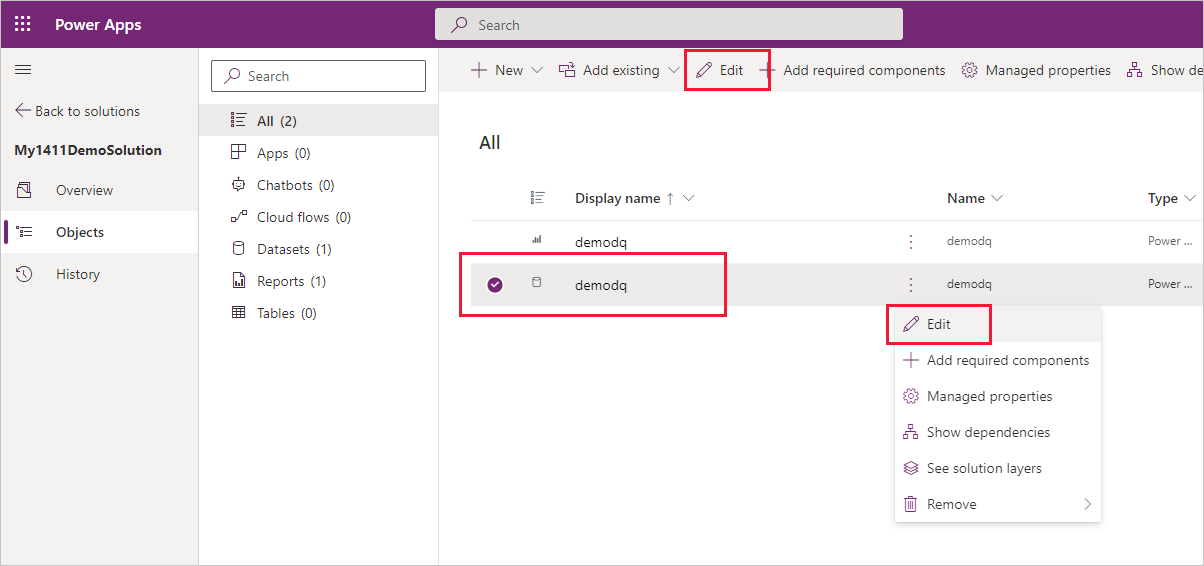 Power Apps
Search
Back to solutions
My1411DemoSolution
Overview
Objects
History
Search
All (2)
Apps (0)
Chatbots (0)
Cloud flows (0)
Datasets (1)
Reports (1)
Tables (0)
New Add existing Edit Add required components Managed properties Show de
All
Display name ↑ Name Type
demodq demodq Power ...
demodq demodq Power ...
Edit
Add required components
Managed properties
Show dependencies
See solution layers
Remove